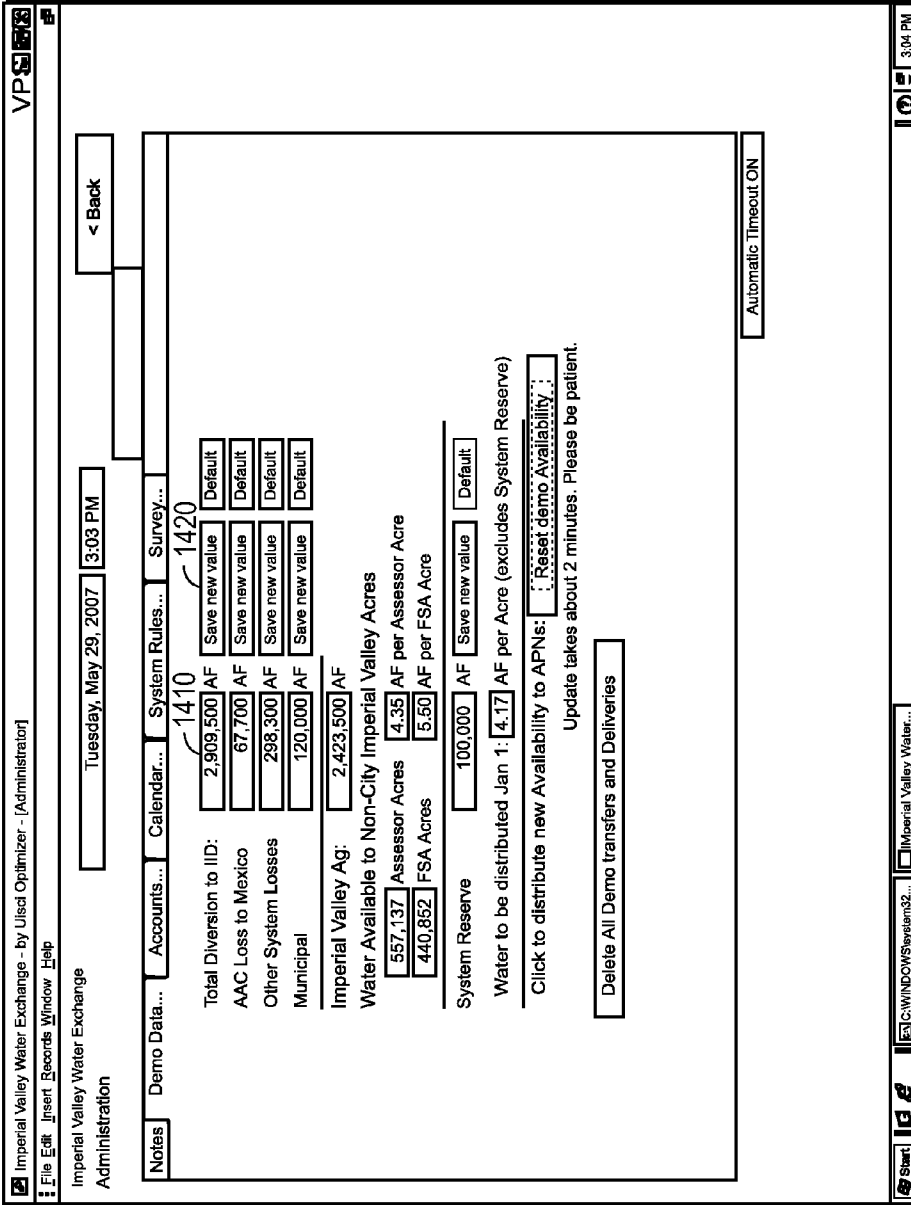 Imperial Valley Water Exchange - by Uisd Optimizer - [Administrator]
VP
File Edit Insert Records Window Help
Imperial Valley Water Exchange
Administration
Tuesday, May 29, 2007 3:03 PM
< Back
Notes Demo Data... Accounts... Calendar... System Rules... Survey...
1410 1420
Total Diversion to IID: 2,909,500 AF Save new value Default
AAC Loss to Mexico 67,700 AF Save new value Default
Other System Losses 298,300 AF Save new value Default
Municipal 120,000 AF Save new value Default
Imperial Valley Ag: 2,423,500 AF
Water Available to Non-City Imperial Valley Acres
557,137 Assessor Acres 4.35 AF per Assessor Acre
440,852 FSA Acres 5.50 AF per FSA Acre
System Reserve 100,000 AF Save new value Default
Water to be distributed Jan 1: 4.17 AF per Acre (excludes System Reserve)
Click to distribute new Availability to APNs: Reset demo Availability
Update takes about 2 minutes. Please be patient.
Delete All Demo transfers and Deliveries
Automatic Timeout ON
Start C:\WINDOWS\system32... IMperial Valley Water... 3:04 PM